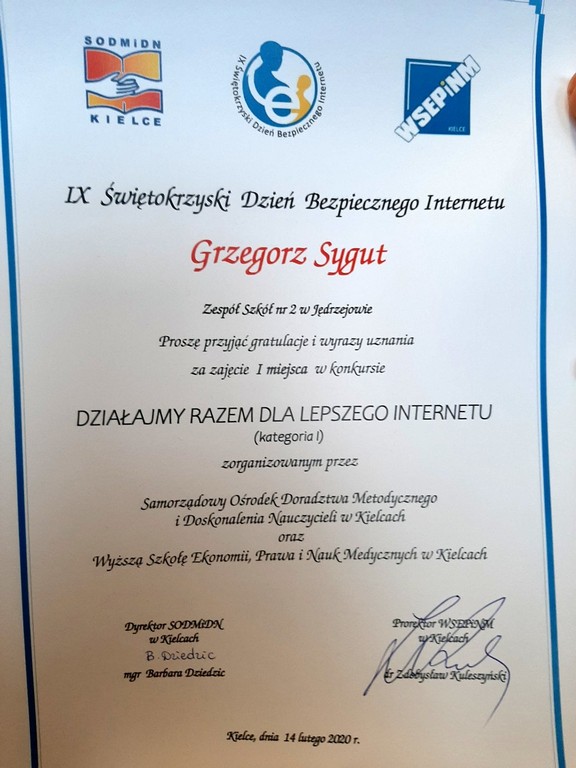 SODMiDN
KIELCE
IX Świętokrzyski Dzień Bezpiecznego Internetu
WSEPiNM
KIELCE
IX Świętokrzyski Dzień Bezpiecznego Internetu
Grzegorz Sygut
Zespół Szkół nr 2 w Jędrzejowie
Proszę przyjąć gratulacje i wyrazy uznania
za zajęcie I miejsca w konkursie
DZIAŁAJMY RAZEM DLA LEPSZEGO INTERNETU
(kategoria I)
zorganizowanym przez
Samorządowy Ośrodek Doradztwa Metodycznego
i Doskonalenia Nauczycieli w Kielcach
oraz
Wyższą Szkołę Ekonomii, Prawa i Nauk Medycznych w Kielcach
Dyrektor SODMiDN
w Kielcach
B. Dziedzic
mgr Barbara Dziedzic
Prorektor WSEPiNM
w Kielcach
dr Zdobysław Kuleszyński
Kielce, dnia 14 lutego 2020 r.